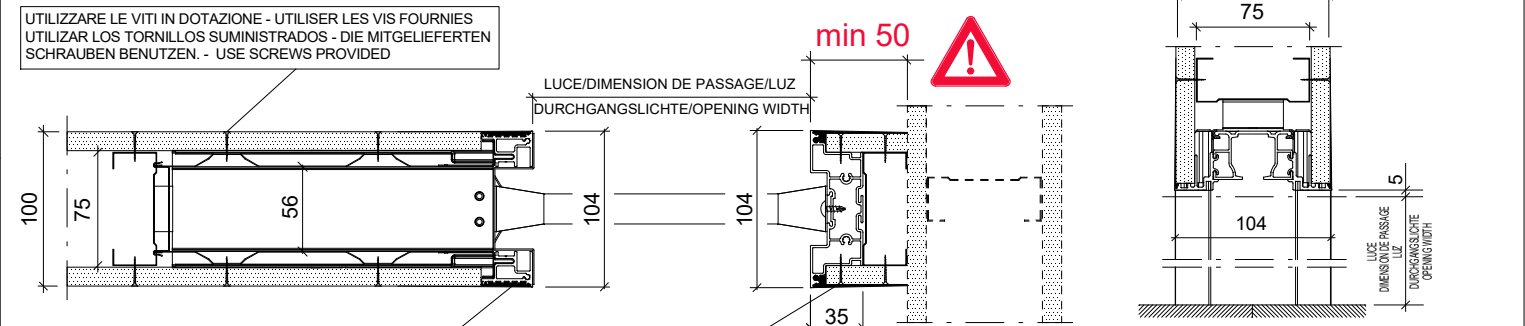 UTILIZZARE LE VITI IN DOTAZIONE - UTILISER LES VIS FOURNIES
UTILIZAR LOS TORNILLOS SUMINISTRADOS - DIE MITGELIEFERTEN
SCHRAUBEN BENUTZEN. - USE SCREWS PROVIDED
min 50
LUCE/DIMENSION DE PASSAGE/LUZ
DURCHGANGSLICHTE/OPENING WIDTH
100
75
56
104
104
35
75
104
5
LUCE
DIMENSION DE PASSAGE
LUZ
DURCHGANGSLICHTE
OPENING WIDTH